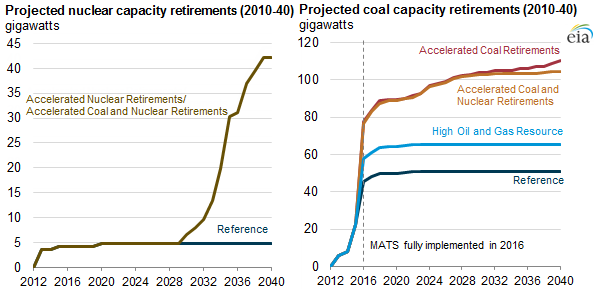 Projected nuclear capacity retirements (2010-40)
gigawatts
45
40
35
30
25
20
15
10
5
0
Accelerated Nuclear Retirements/
Accelerated Coal and Nuclear Retirements
Reference
2012 2016 2020 2024 2028 2032 2036 2040
Projected coal capacity retirements (2010-40)
gigawatts
eia
120
100
80
60
40
20
0
Accelerated Coal Retirements
Accelerated Coal and
Nuclear Retirements
High Oil and Gas Resource
Reference
MATS fully implemented in 2016
2012 2016 2020 2024 2028 2032 2036 2040